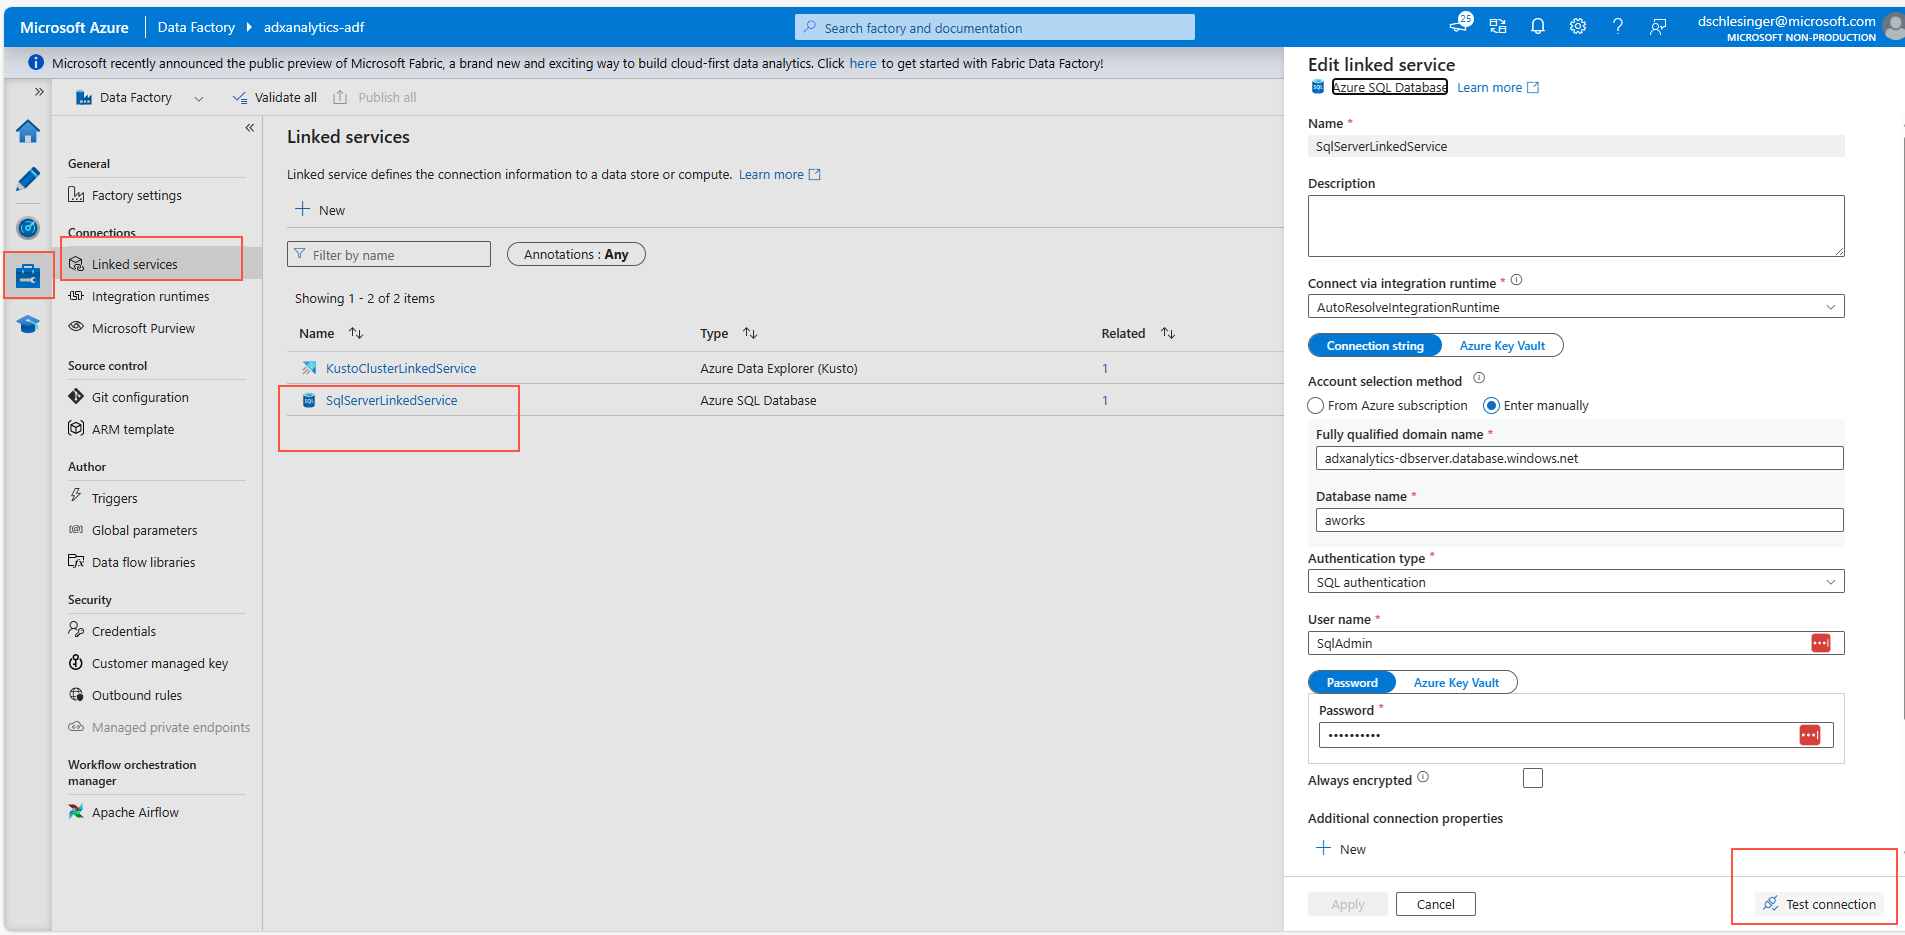 Microsoft Azure
Data Factory
adxanalytics-adf
Search factory and documentation
25
dschlesinger@microsoft.com
MICROSOFT NON-PRODUCTION
Microsoft recently announced the public preview of Microsoft Fabric, a brand new and exciting way to build cloud-first data analytics. Click here to get started with Fabric Data Factory!
Data Factory
Validate all
Publish all
General
Factory settings
Connections
Linked services
Integration runtimes
Microsoft Purview
Source control
Git configuration
ARM template
Author
Triggers
Global parameters
Data flow libraries
Security
Credentials
Customer managed key
Outbound rules
Managed private endpoints
Workflow orchestration
manager
Apache Airflow
Linked services
Linked service defines the connection information to a data store or compute. Learn more
New
Filter by name
Annotations : Any
Showing 1 - 2 of 2 items
Name
Type
Related
KustoClusterLinkedService
Azure Data Explorer (Kusto)
1
SqlServerLinkedService
Azure SQL Database
1
Edit linked service
Azure SQL Database Learn more
Name *
SqlServerLinkedService
Description
Connect via integration runtime *
AutoResolveIntegrationRuntime
Connection string
Azure Key Vault
Account selection method
From Azure subscription
Enter manually
Fully qualified domain name *
adxanalytics-dbserver.database.windows.net
Database name *
aworks
Authentication type *
SQL authentication
User name *
SqlAdmin
Password
Azure Key Vault
Password *
••••••••••
Always encrypted
Additional connection properties
New
Apply
Cancel
Test connection